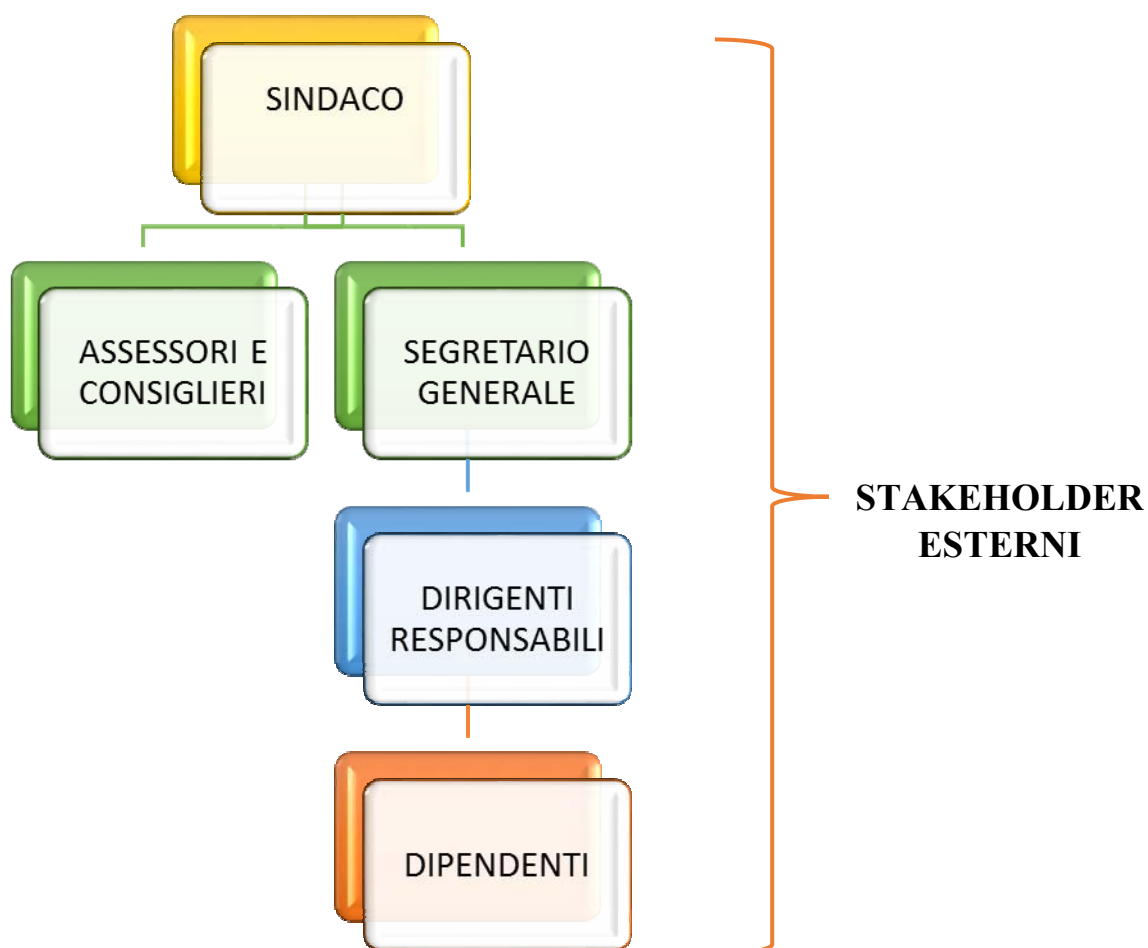 SINDACO
ASSESSORI E
CONSIGLIERI
SEGRETARIO
GENERALE
STAKEHOLDER
ESTERNI
DIRIGENTI
RESPONSABILI
DIPENDENTI